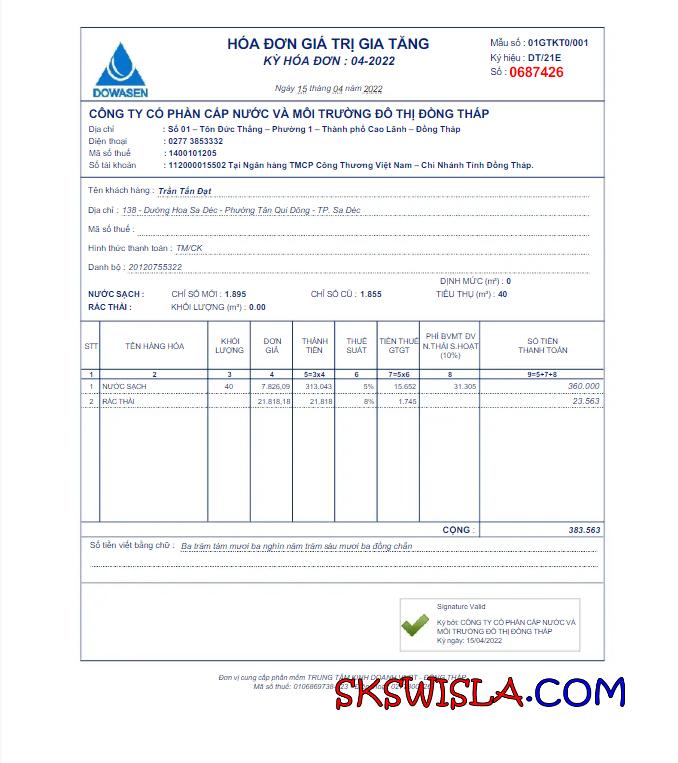 HÓA ĐƠN GIÁ TRỊ GIA TĂNG
KỲ HÓA ĐƠN : 04-2022
Ngày 15 tháng 04 năm 2022
Mẫu số : 01GTKT0/001
Ký hiệu : DT/21E
Số : 0687426
DOWASEN
CÔNG TY CỔ PHẦN CẤP NƯỚC VÀ MÔI TRƯỜNG ĐÔ THỊ ĐỒNG THÁP
Địa chỉ : Số 01 – Tôn Đức Thắng – Phường 1 – Thành phố Cao Lãnh – Đồng Tháp
Điện thoại : 0277 3853332
Mã số thuế : 1400101205
Số tài khoản : 112000015502 Tại Ngân hàng TMCP Công Thương Việt Nam – Chi Nhánh Tỉnh Đồng Tháp.
Tên khách hàng : Trần Tấn Đạt
Địa chỉ : 138 - Dường Hoa Sa Déc - Phường Tân Qui Đông - TP. Sa Déc
Mã số thuế :
Hình thức thanh toán : TM/CK
Danh bộ : 20120755322
ĐỊNH MỨC (m³) : 0
NƯỚC SẠCH : CHỈ SỐ MỚI : 1.895 CHỈ SỐ CŨ : 1.855 TIÊU THỤ (m³) : 40
RÁC THẢI : KHỐI LƯỢNG (m³) : 0.00
STT TÊN HÀNG HÓA KHỐI LƯỢNG ĐƠN GIÁ THÀNH TIỀN THUẾ SUẤT TIỀN THUẾ GTGT PHÍ BVMT ĐV N.THẢI S.HOẠT (10%) SỐ TIỀN THANH TOÁN
1 2 3 4 5=3x4 6 7=5x6 8 9=5+7+8
1 NƯỚC SẠCH 40 7.826,09 313.043 5% 15.652 31.305 360.000
2 RÁC THẢI 21.818,18 21.818 8% 1.745 23.563
CỘNG : 383.563
Số tiền viết bằng chữ : Ba trăm tám mươi ba nghìn năm trăm sáu mươi ba đồng chẵn
Signature Valid
Ký bởi: CÔNG TY CỔ PHẦN CẤP NƯỚC VÀ
MÔI TRƯỜNG ĐÔ THỊ ĐỒNG THÁP
Ký ngày: 15/04/2022
Đơn vị cung cấp phần mềm TRUNG TÂM KINH DOANH - ĐỒNG THÁP
Mã số thuế:
SKSWISLA.COM